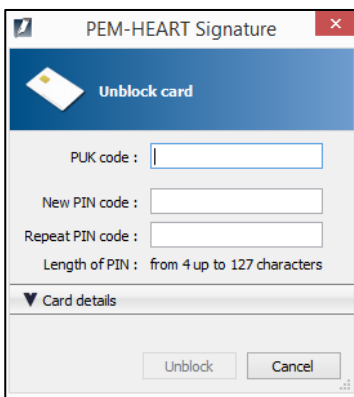 PEM-HEART Signature
Unblock card
PUK code :
New PIN code :
Repeat PIN code :
Length of PIN : from 4 up to 127 characters
Card details
Unblock Cancel